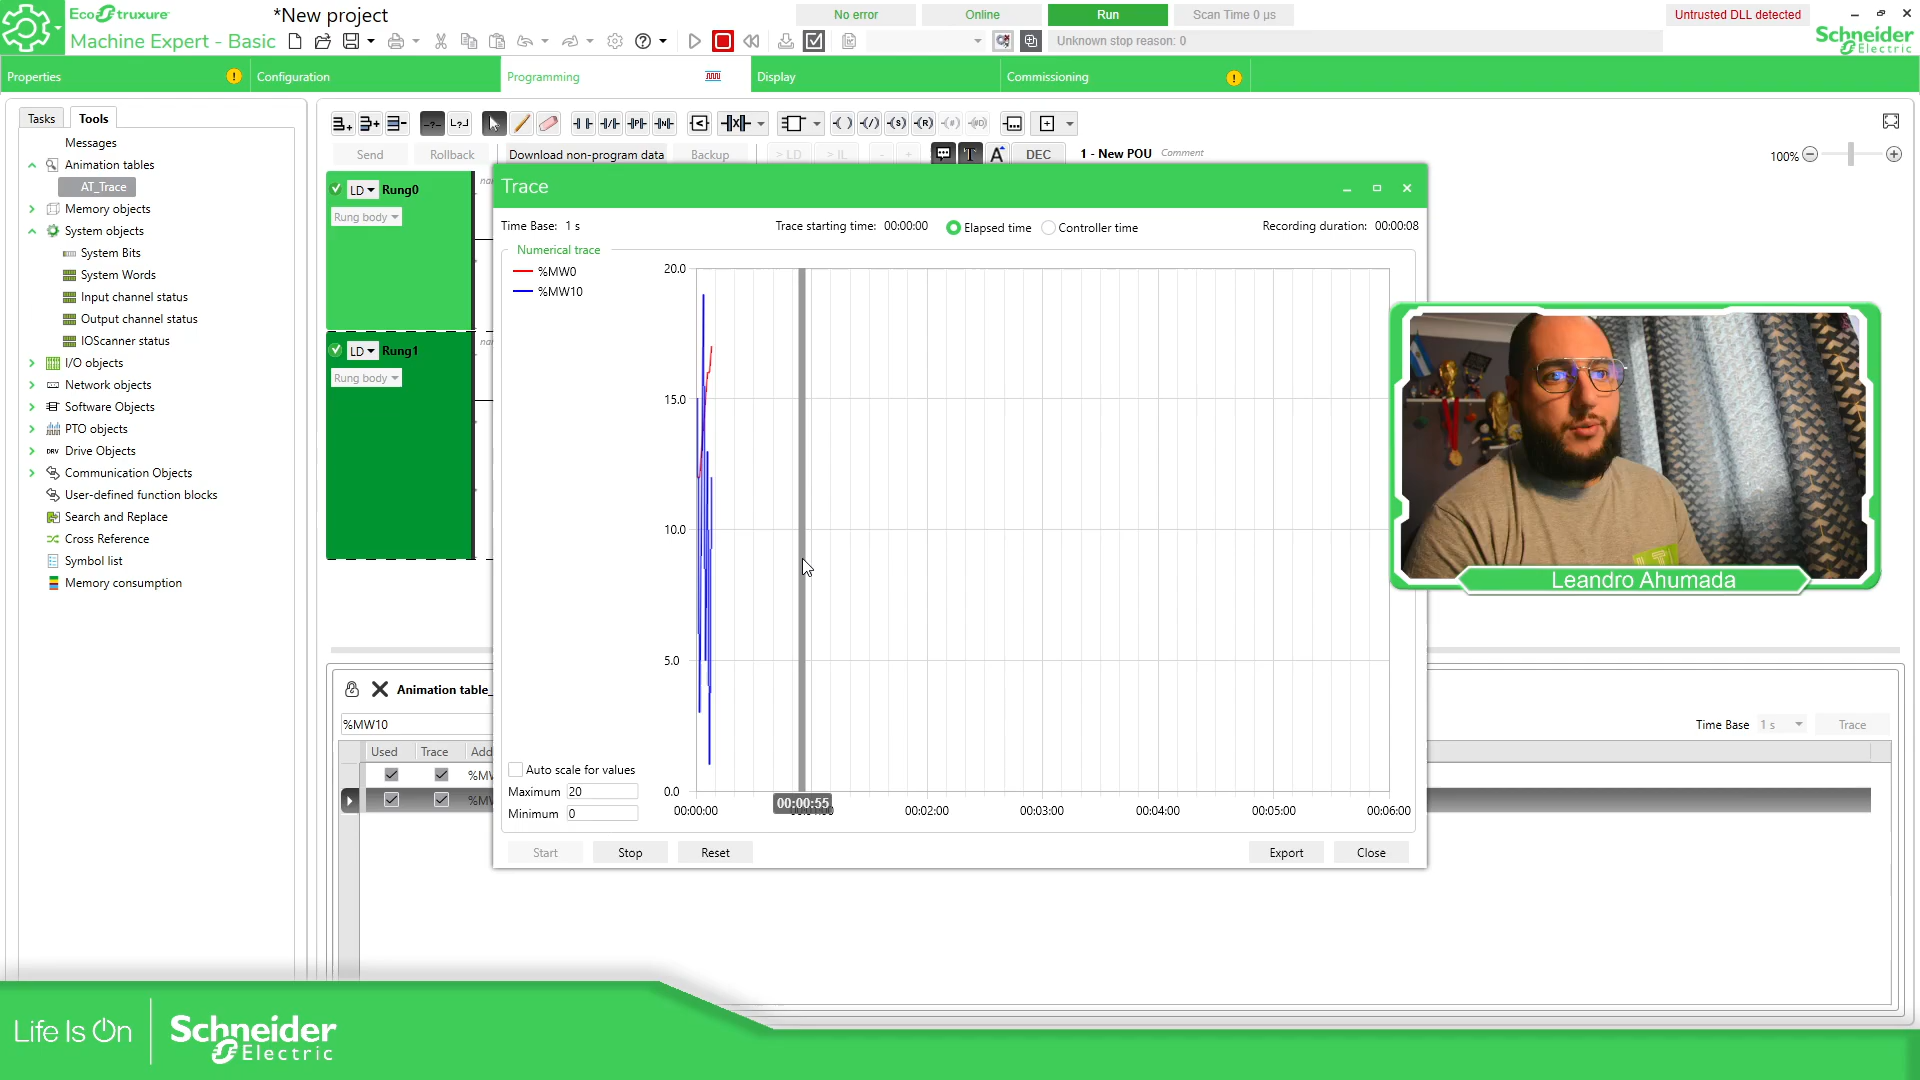 EcoStruxure
Machine Expert - Basic
*New project
No error
Online
Run
Scan Time 0 µs
Untrusted DLL detected
Unknown stop reason: 0
Schneider
Electric
Properties
Configuration
Programming
Display
Commissioning
Tasks
Tools
Messages
Animation tables
AT_Trace
Memory objects
System objects
System Bits
System Words
Input channel status
Output channel status
IOScanner status
I/O objects
Network objects
Software Objects
PTO objects
DRV Drive Objects
Communication Objects
User-defined function blocks
Search and Replace
Cross Reference
Symbol list
Memory consumption
Send
Rollback
Download non-program data
Backup
> LD
> IL
-
+
DEC
1 - New POU
Comment
100%
LD
Rung0
Rung body
LD
Rung1
Rung body
Trace
Time Base: 1 s
Trace starting time: 00:00:00
Elapsed time
Controller time
Recording duration: 00:00:08
Numerical trace
%MW0
%MW10
20.0
15.0
10.0
5.0
0.0
00:00:00
00:00:55
00:02:00
00:03:00
00:04:00
00:05:00
00:06:00
Auto scale for values
Maximum 20
Minimum 0
Start
Stop
Reset
Export
Close
Leandro Ahumada
Animation table_
%MW10
Time Base 1 s
Trace
Used
Trace
Add
%MW
%MW
Life Is On
Schneider
Electric